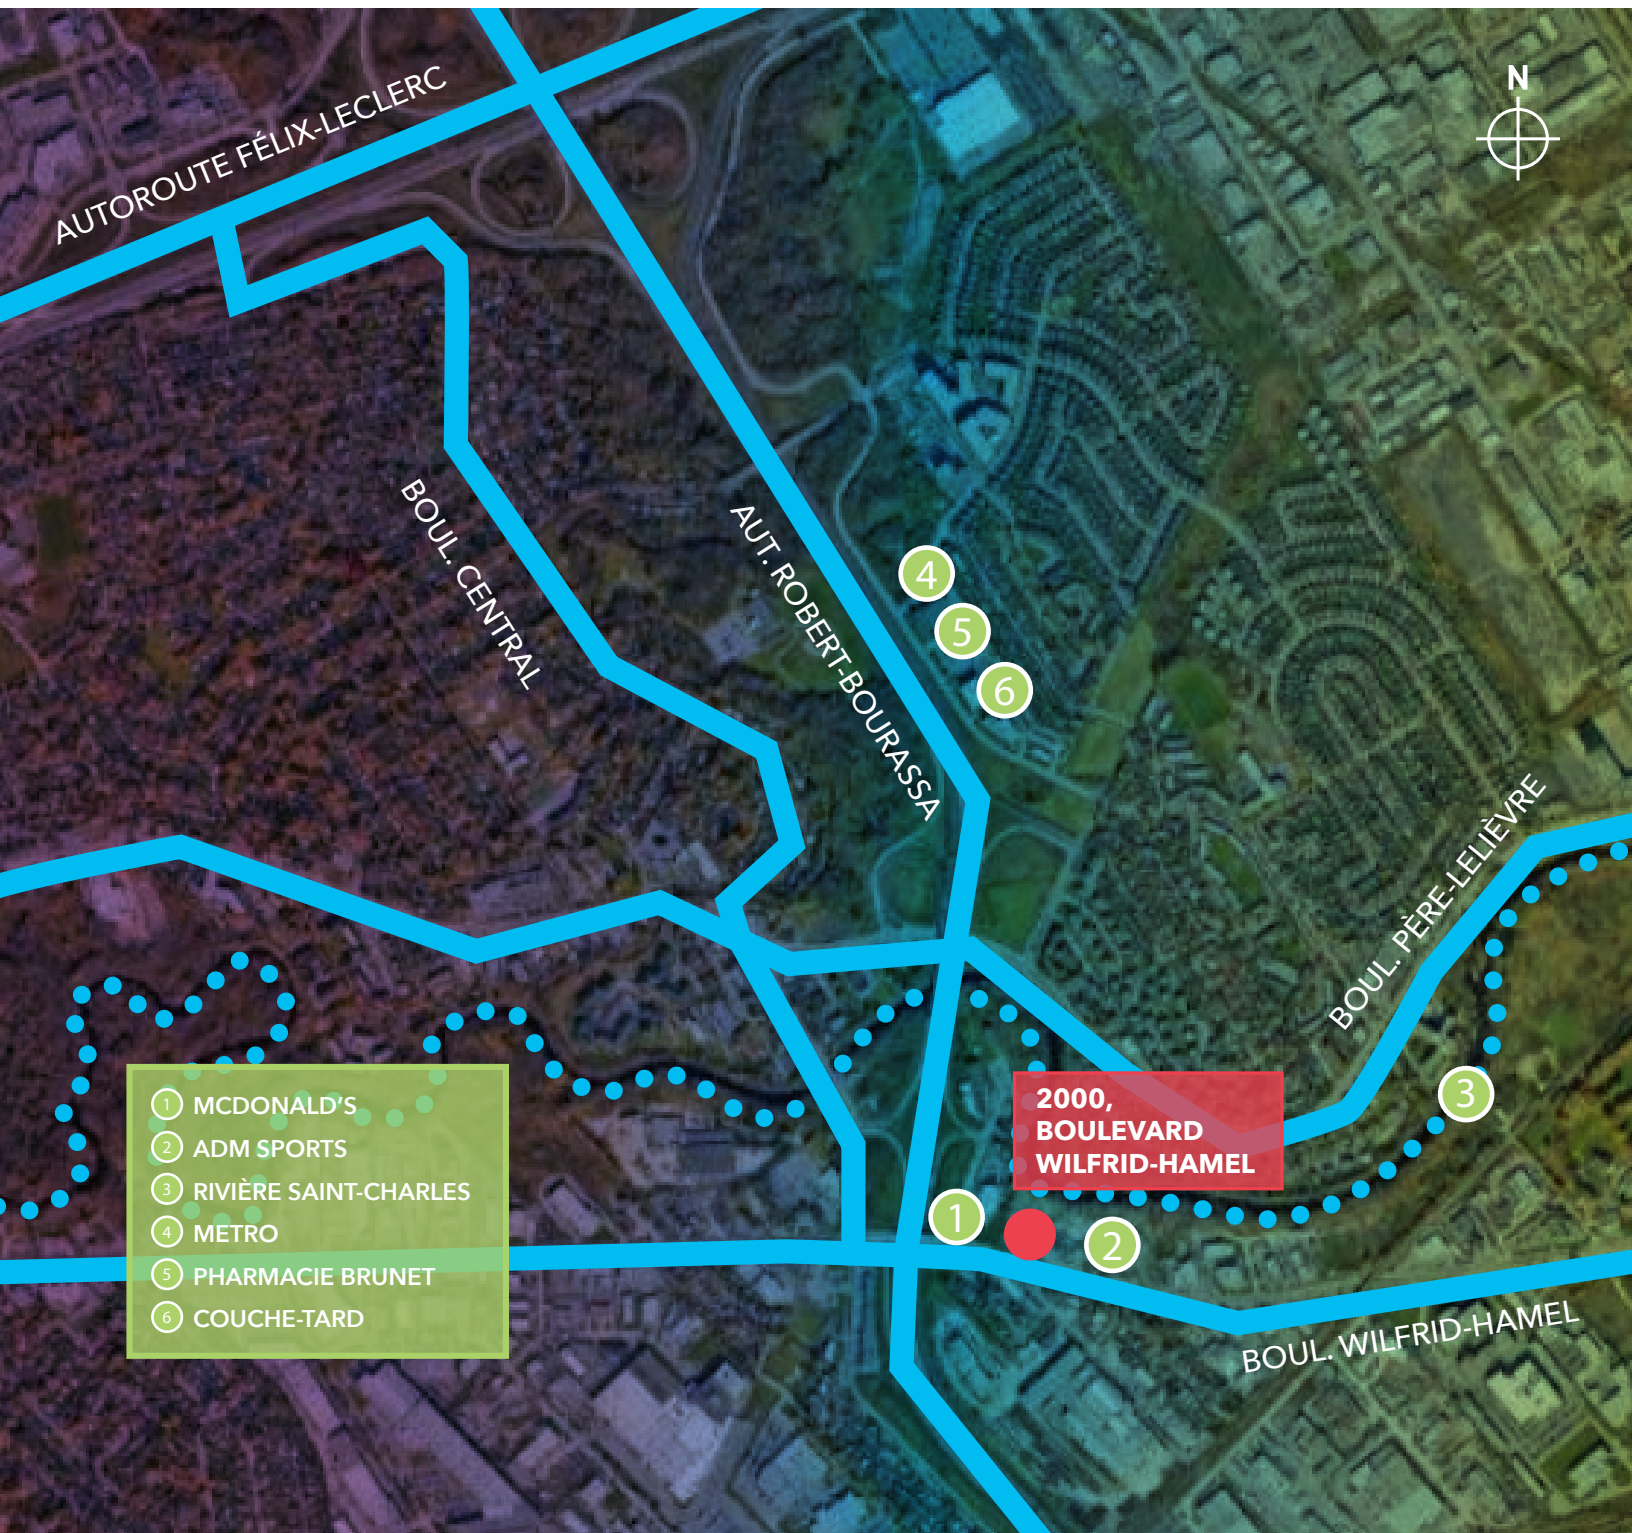 N
AUTOROUTE FÉLIX-LECLERC
BOUL. CENTRAL
AUT. ROBERT-BOURASSA
4
5
6
BOUL. PÈRE-LELIÈVRE
3
2000,
BOULEVARD
WILFRID-HAMEL
1
2
BOUL. WILFRID-HAMEL
1 MCDONALD'S
2 ADM SPORTS
3 RIVIÈRE SAINT-CHARLES
4 METRO
5 PHARMACIE BRUNET
6 COUCHE-TARD